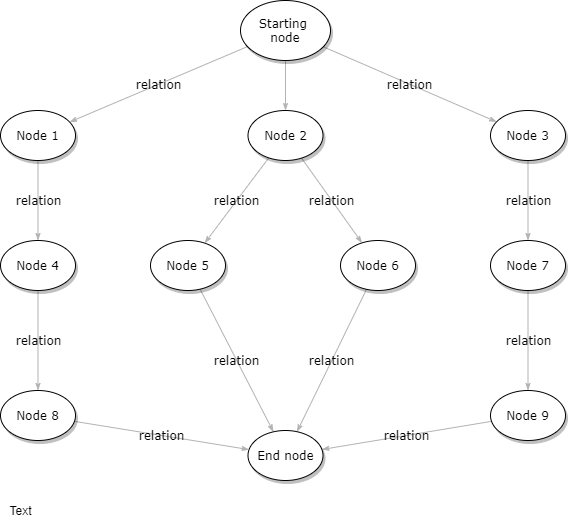 Starting
node
relation
relation
Node 1
Node 2
Node 3
relation
relation
relation
relation
Node 4
Node 5
Node 6
Node 7
relation
relation
relation
relation
Node 8
Node 9
relation
relation
End node
Text